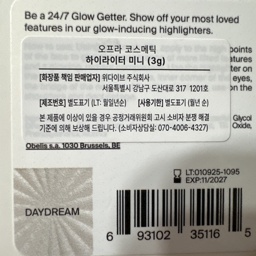 Be a 24/7 Glow Getter. Show off your most loved
features in our glow-inducing highlighters.
오프라 코스메틱
하이라이터 미니 (3g)
points
atures
ter on
[화장품 책임 판매업자] 위다이브 주식회사
eyes,
서울특별시 강남구 도산대로 317 1201호
on the
[제조번호] 별도표기 (LT: 월일년순) [사용기한] 별도표기 (월년 순)
본 제품에 이상이 있을 경우 공정거래위원회 고시 소비자 분쟁 해결
Glycol
기준에 의해 보상해 드립니다. (소비자상담실: 070-4006-4327)
Oxide,
Obelis s.a. 1030 Brussels, BE
LT:010925-1095
EXP:11/2027
DAYDREAM
6 93102 35116 5